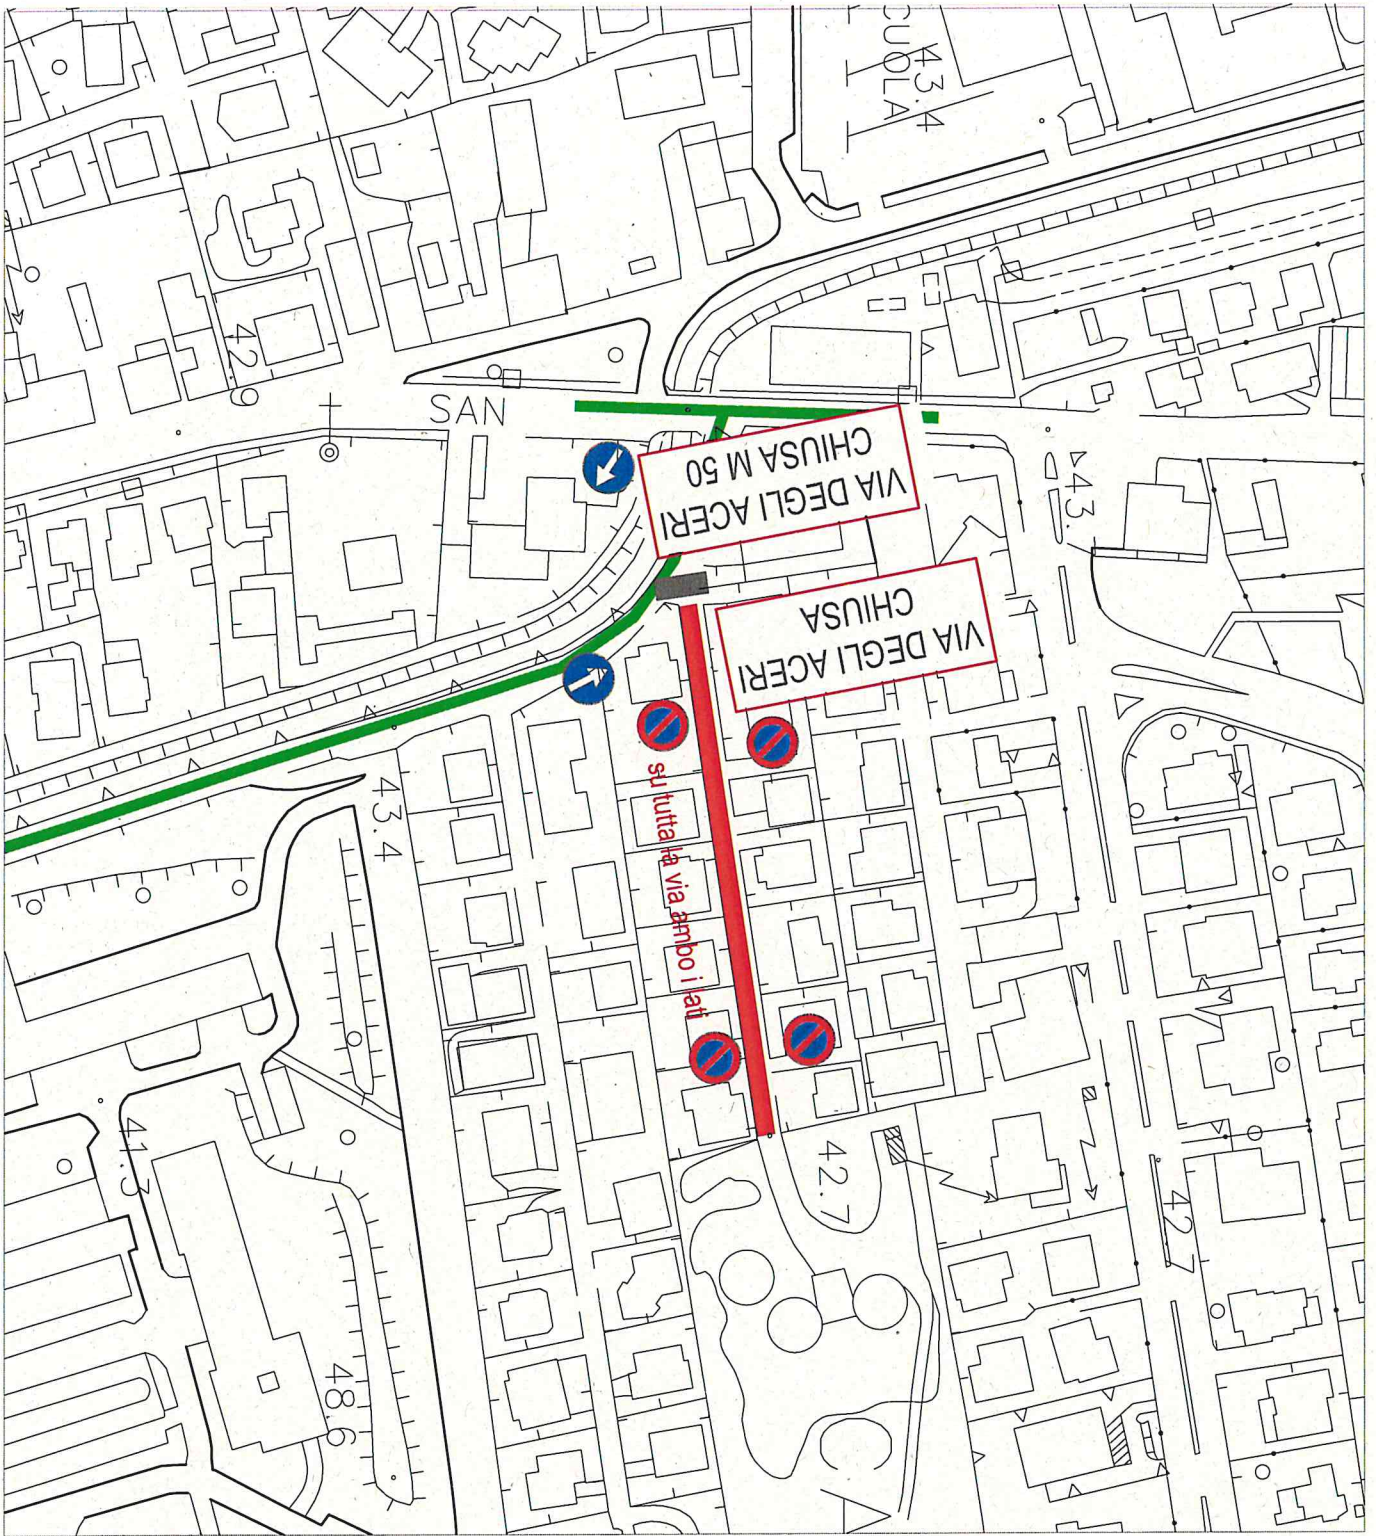 43.4
CUOLA
42.9
SAN
VIA DEGLI ACERI
CHIUSA M 50
43.
VIA DEGLI ACERI
CHIUSA
su tutta la via ambo i lati
43.4
41.3
42.7
42.7
48.6